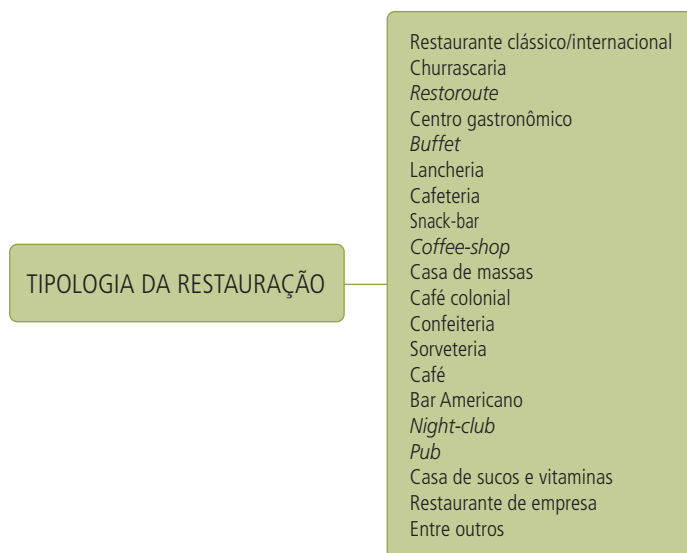 TIPOLOGIA DA RESTAURAÇÃO
Restaurante clássico/internacional
Churrascaria
Restoroute
Centro gastronômico
Buffet
Lancheria
Cafeteria
Snack-bar
Coffee-shop
Casa de massas
Café colonial
Confeiteria
Sorveteria
Café
Bar Americano
Night-club
Pub
Casa de sucos e vitaminas
Restaurante de empresa
Entre outros